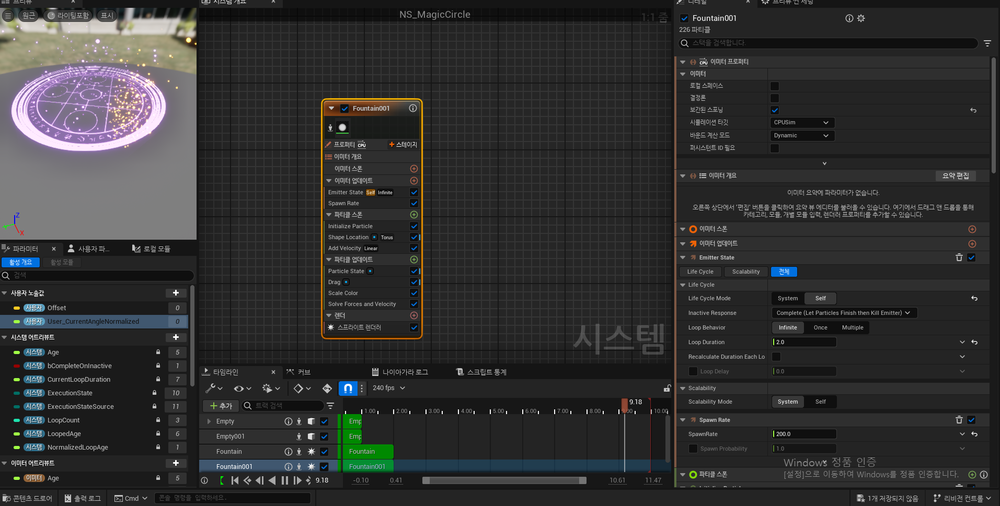 프리뷰
원근
라이팅포함
표시
Z
X
시스템 개요
NS_MagicCircle
1:1 줌
Fountain001
프로퍼티 CPU
스테이지
이미터 개요
이미터 스폰
이미터 업데이트
Emitter State Self Infinite
Spawn Rate
파티클 스폰
Initialize Particle
Shape Location Torus
Add Velocity Linear
파티클 업데이트
Particle State
Drag
Scale Color
Solve Forces and Velocity
렌더
스프라이트 렌더러
시스템
파라미터
사용자 파...
로컬 모듈
활성 개요
활성 모듈
검색
사용자 노출값
사용자 Offset 0
사용자 User_CurrentAngleNormalized 0
시스템 어트리뷰트
시스템 Age 5
시스템 bCompleteOnInactive 1
시스템 CurrentLoopDuration 7
시스템 ExecutionState 10
시스템 ExecutionStateSource 11
시스템 LoopCount 3
시스템 LoopedAge 6
시스템 NormalizedLoopAge 1
이미터 어트리뷰트
이미터 Age 5
타임라인
커브
나이아가라 로그
스크립트 통계
240 fps
추가
트랙 검색
9.18
1.00 2.00 3.00 4.00 5.00 6.00 7.00 8.00 9.00 10.00
Empty Emp
Empty001 Emp
Fountain Fountain
Fountain001 Fountain001
9.18
-0.10 0.41 10.61 11.47
디테일
프리뷰 씬 세팅
Fountain001
226 파티클
스택을 검색합니다.
CPU 이미터 프로퍼티
이미터
로컬 스페이스
결정론
보간된 스포닝
시뮬레이션 타깃 CPUSim
바운드 계산 모드 Dynamic
퍼시스턴트 ID 필요
이미터 개요
요약 편집
이미터 요약에 파라미터가 없습니다.
오른쪽 상단에서 '편집' 버튼을 클릭하여 요약 뷰 에디터를 불러올 수 있습니다. 여기에서 드래그 앤 드롭을 통해
카테고리, 모듈, 개별 모듈 입력, 렌더러 프로퍼티를 추가할 수 있습니다.
이미터 스폰
이미터 업데이트
Emitter State
Life Cycle
Scalability
전체
Life Cycle
Life Cycle Mode System Self
Inactive Response Complete (Let Particles Finish then Kill Emitter)
Loop Behavior Infinite Once Multiple
Loop Duration 2.0
Recalculate Duration Each Lo
Loop Delay 0.0
Scalability
Scalability Mode System Self
Spawn Rate
SpawnRate 200.0
Spawn Probability 1.0
Windows 정품 인증
파티클 스폰
[설정]으로 이동하여 Windows를 정품 인증합니다.
Initialize Particle
콘텐츠 드로어
출력 로그
Cmd
콘솔 명령을 입력하세요.
1개 저장되지 않음
리비전 컨트롤